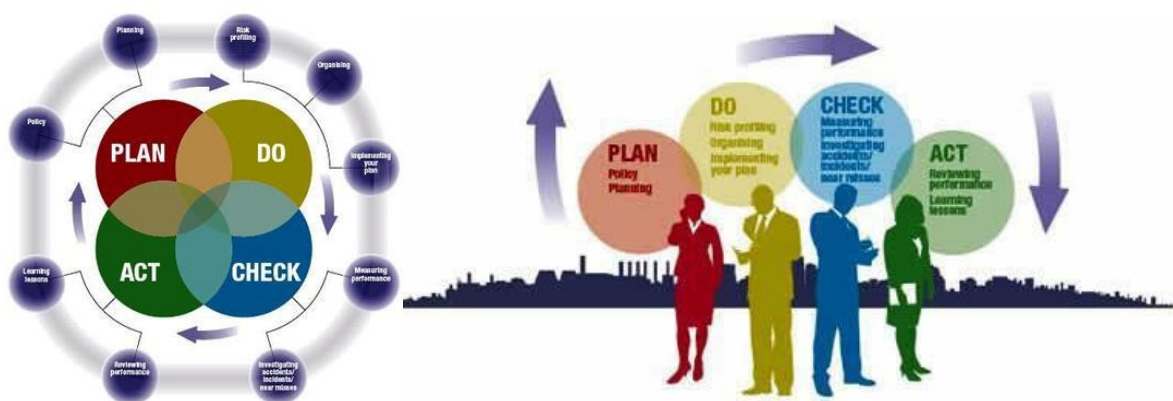 Planning
Risk
profiling
Organising
Policy
PLAN
DO
Implementing
your
plan
Learning
lessons
ACT
CHECK
Measuring
performance
Reviewing
performance
Investigating
accidents/
incidents/
near misses
PLAN
Policy
Planning
DO
Risk profiling
Organising
Implementing
your plan
CHECK
Measuring
performance
Investigating
accidents/
incidents/
near misses
ACT
Reviewing
performance
Learning
lessons